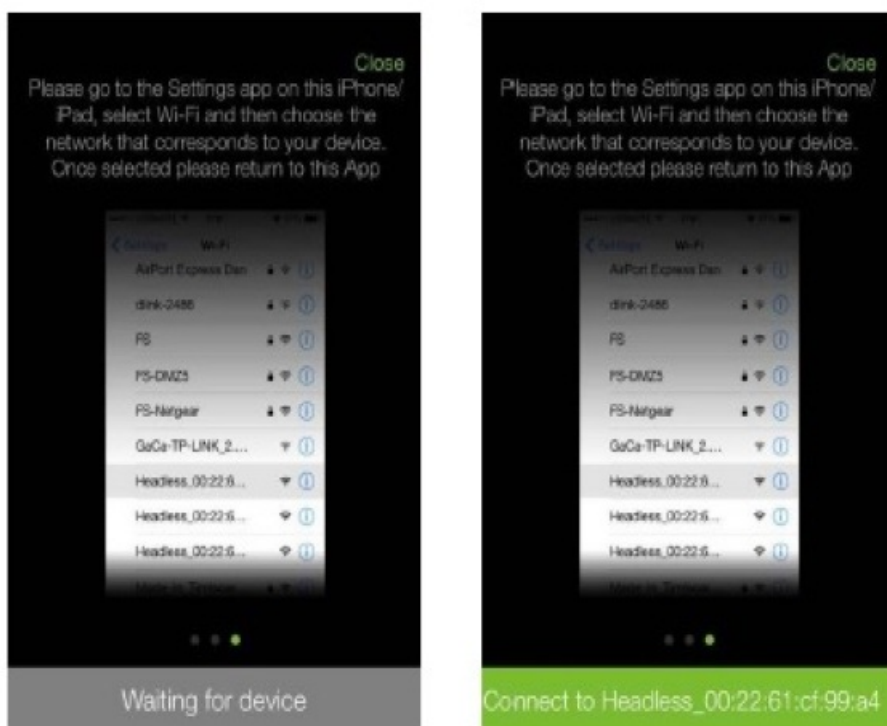 Close
Please go to the Settings app on this iPhone/
iPad, select Wi-Fi and then choose the
network that corresponds to your device.
Once selected please return to this App
Settings Wi-Fi
AirPort Express Dan
dlink-2486
FS
FS-DMZ5
FS-Netgear
GaCa-TP-LINK_2....
Headless_00:22:6...
Headless_00:22:6...
Headless_00:22:6...
Made in
Waiting for device
Close
Please go to the Settings app on this iPhone/
iPad, select Wi-Fi and then choose the
network that corresponds to your device.
Once selected please return to this App
Settings Wi-Fi
AirPort Express Dan
dlink-2486
FS
FS-DMZ5
FS-Netgear
GaCa-TP-LINK_2....
Headless_00:22:6...
Headless_00:22:6...
Headless_00:22:6...
Made in
Connect to Headless_00:22:61:cf:99:a4